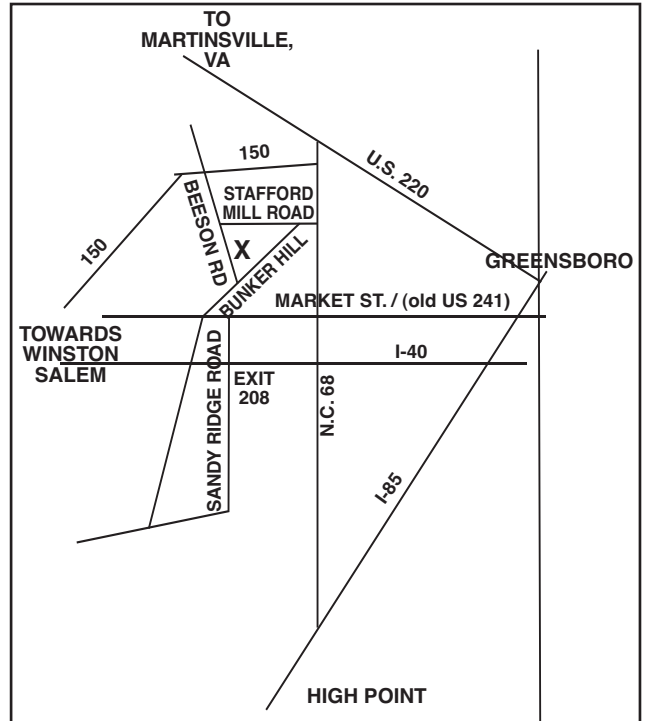 TO
MARTINSVILLE,
VA
150
U.S. 220
STAFFORD
MILL ROAD
BEESON RD
X
BUNKER HILL
150
GREENSBORO
MARKET ST. / (old US 241)
TOWARDS
WINSTON
SALEM
I-40
SANDY RIDGE ROAD
EXIT
208
N.C. 68
I-85
HIGH POINT